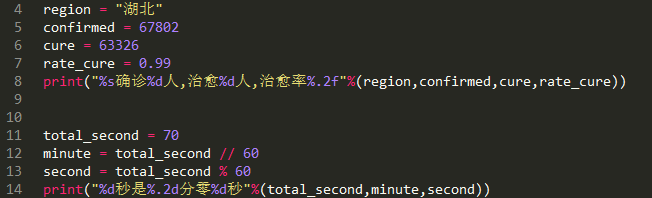 4 region = "湖北"
5 confirmed = 67802
6 cure = 63326
7 rate_cure = 0.99
8 print("%s确诊%d人,治愈%d人,治愈率%.2f"%(region,confirmed,cure,rate_cure))
9
10
11 total_second = 70
12 minute = total_second // 60
13 second = total_second % 60
14 print("%d秒是%.2d分零%d秒"%(total_second,minute,second))